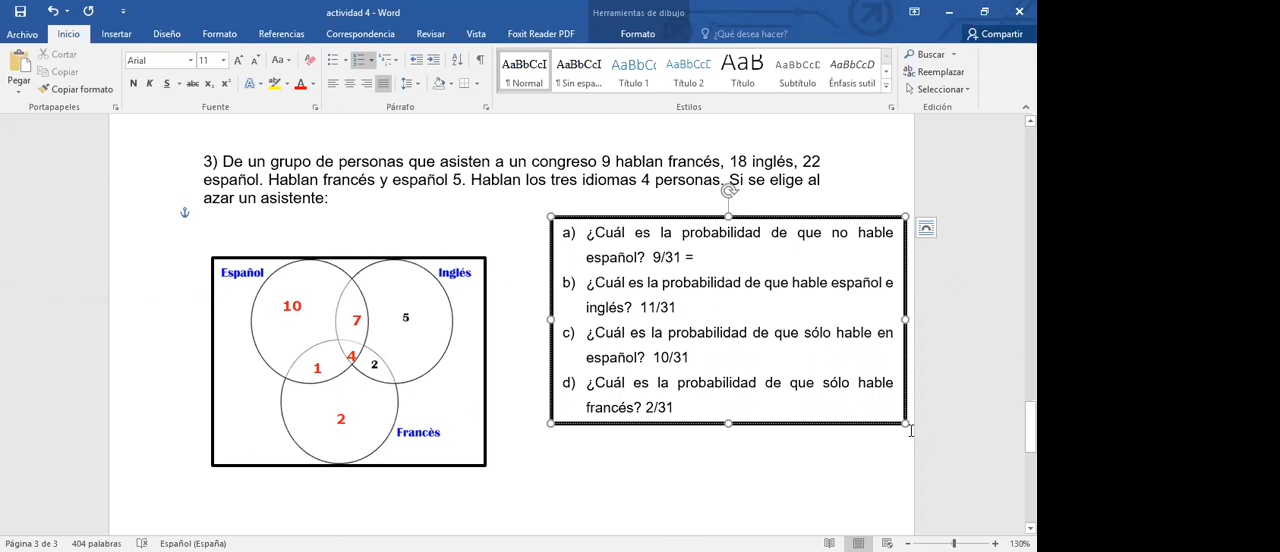 actividad 4 - Word
Herramientas de dibujo
Archivo Inicio Insertar Diseño Formato Referencias Correspondencia Revisar Vista Foxit Reader PDF Formato ¿Qué desea hacer? Compartir
Pegar
Cortar
Copiar
Copiar formato
Portapapeles
Arial 11
N K S abc x₂ x²
Fuente
Párrafo
AaBbCcI AaBbCcI AaBbCc AaBbCcD AaB AaBbCcD AaBbCcD
¶ Normal ¶ Sin espa... Título 1 Título 2 Título Subtítulo Énfasis sutil
Estilos
Buscar
Reemplazar
Seleccionar
Edición
3) De un grupo de personas que asisten a un congreso 9 hablan francés, 18 inglés, 22
español. Hablan francés y español 5. Hablan los tres idiomas 4 personas. Si se elige al
azar un asistente:
Español
Inglés
10
7
5
4
1
2
2
Francès
a) ¿Cuál es la probabilidad de que no hable
español? 9/31 =
b) ¿Cuál es la probabilidad de que hable español e
inglés? 11/31
c) ¿Cuál es la probabilidad de que sólo hable en
español? 10/31
d) ¿Cuál es la probabilidad de que sólo hable
francés? 2/31
Página 3 de 3 404 palabras Español (España) 130%